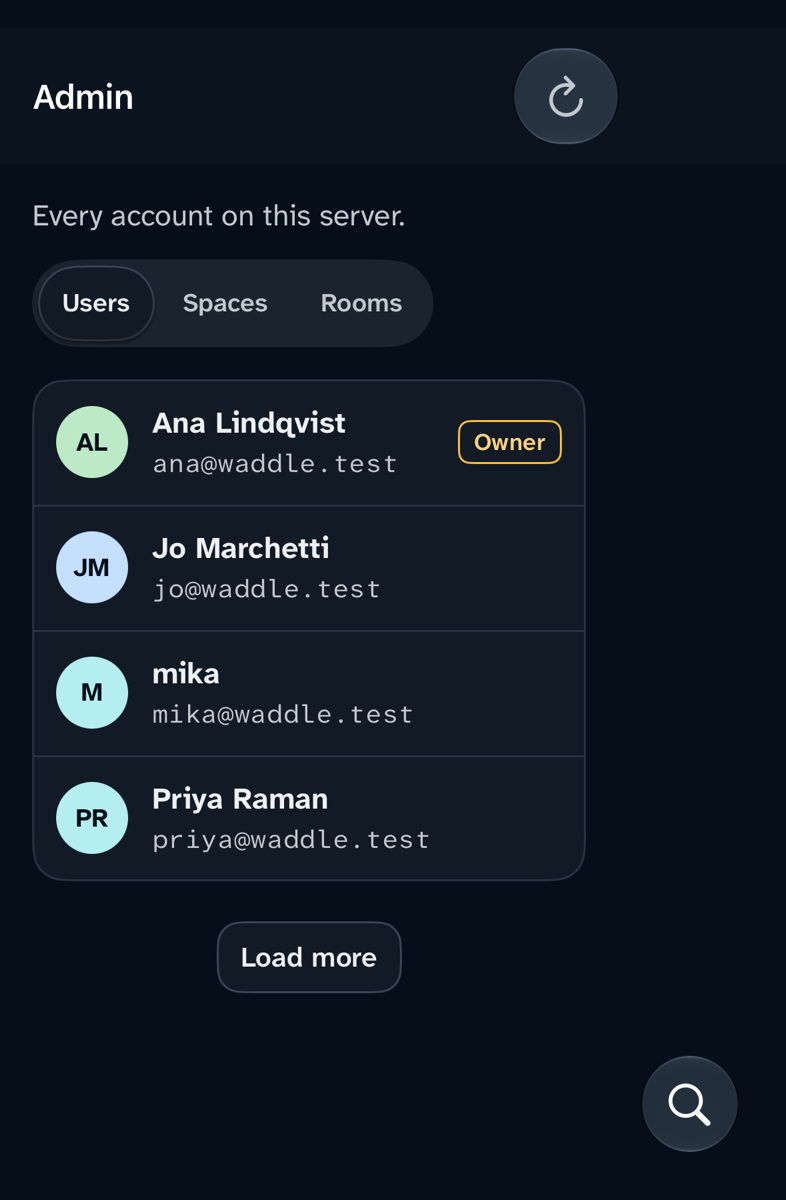 Admin
Every account on this server.
Users Spaces Rooms
AL Ana Lindqvist Owner
ana@waddle.test
JM Jo Marchetti
jo@waddle.test
M mika
mika@waddle.test
PR Priya Raman
priya@waddle.test
Load more